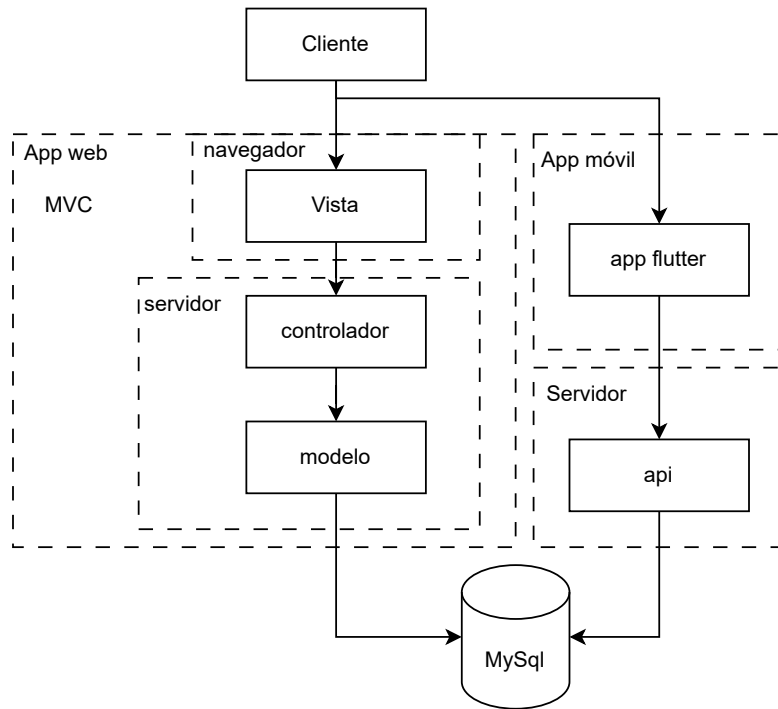 Cliente
App web
navegador
App móvil
MVC
Vista
app flutter
servidor
controlador
Servidor
modelo
api
MySql